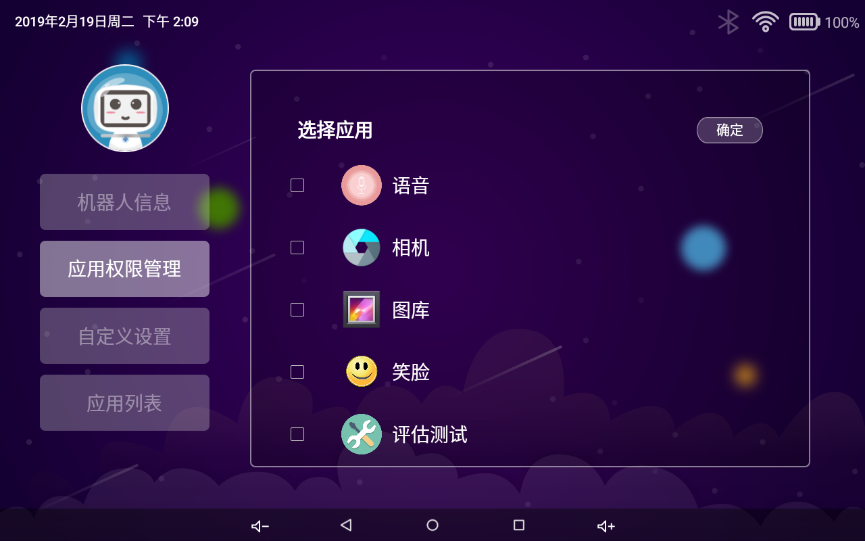 2019年2月19日周二 下午 2:09
100%
机器人信息
应用权限管理
自定义设置
应用列表
选择应用
确定
语音
相机
图库
笑脸
评估测试